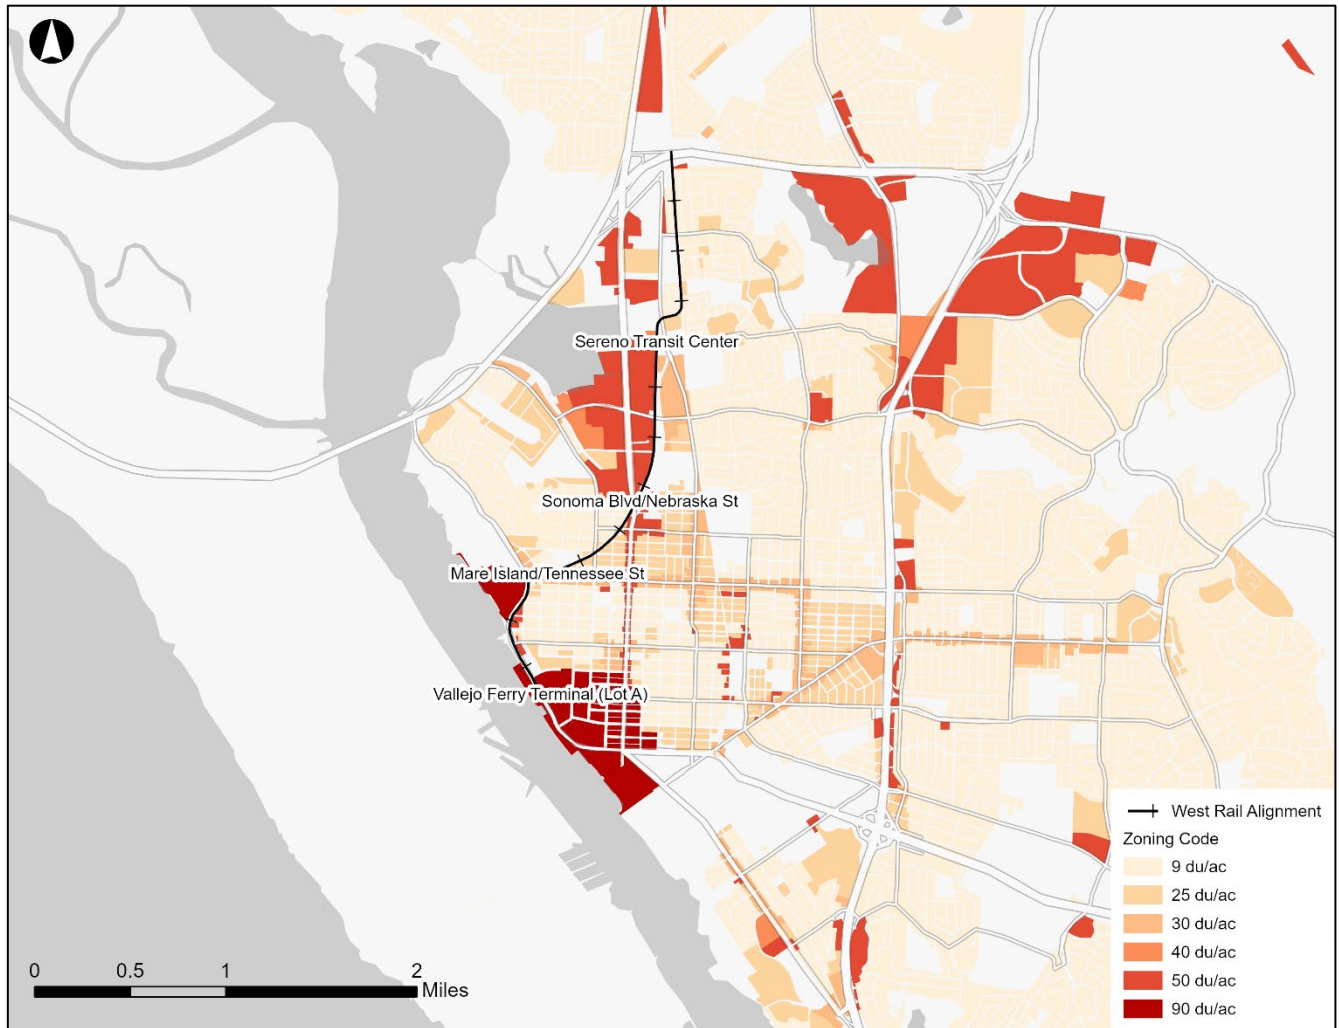 Sereno Transit Center
Sonoma Blvd/Nebraska St
Mare Island/Tennessee St
Vallejo Ferry Terminal (Lot A)
West Rail Alignment
Zoning Code
9 du/ac
25 du/ac
30 du/ac
40 du/ac
50 du/ac
90 du/ac
0 0.5 1 2
Miles